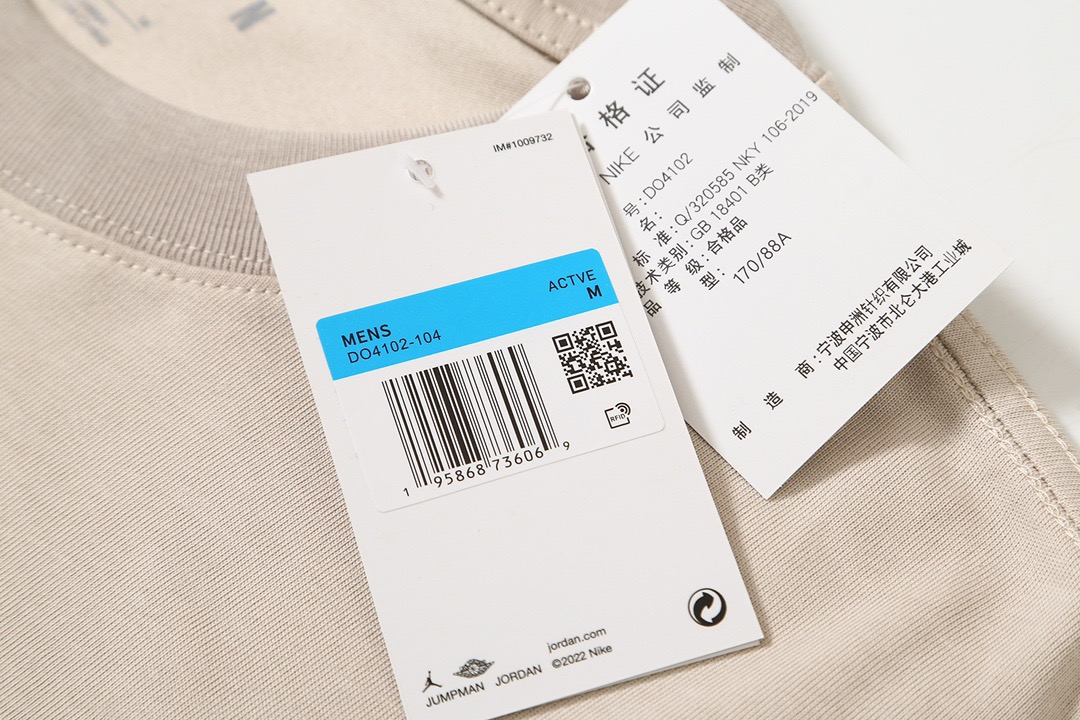 IM#1009732
ACTVE
M
MENS
DO4102-104
RFID
1 95868 73606 9
jordan.com
©2022 Nike
JUMPMAN JORDAN
格 证
NIKE 公 司 监 制
号:DO4102
名:
标 准:Q/320585 NKY 106-2019
技术类别:GB 18401 B类
品 等 级:合格品
型: 170/88A
制 造 商:宁波申洲针织有限公司
中国宁波市北仑大港工业城